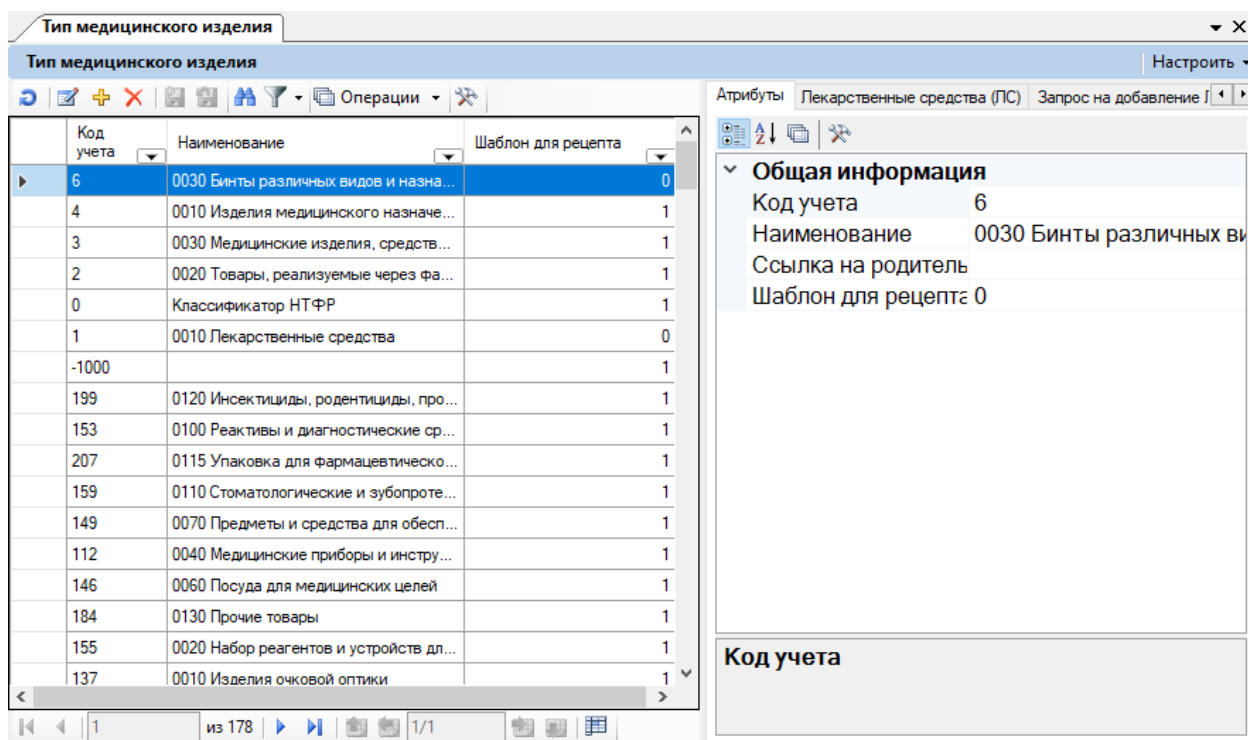 Тип медицинского изделия
Тип медицинского изделия
Настроить
Операции
Код учета
Наименование
Шаблон для рецепта
6 0030 Бинты различных видов и назна... 0
4 0010 Изделия медицинского назначе... 1
3 0030 Медицинские изделия, средств... 1
2 0020 Товары, реализуемые через фа... 1
0 Классификатор НТФР 1
1 0010 Лекарственные средства 0
-1000 1
199 0120 Инсектициды, родентициды, про... 1
153 0100 Реактивы и диагностические ср... 1
207 0115 Упаковка для фармацевтическо... 1
159 0110 Стоматологические и зубопроте... 1
149 0070 Предметы и средства для обесп... 1
112 0040 Медицинские приборы и инстру... 1
146 0060 Посуда для медицинских целей 1
184 0130 Прочие товары 1
155 0020 Набор реагентов и устройств дл... 1
137 0010 Изделия очковой оптики 1
1 из 178 1/1
Атрибуты Лекарственные средства (ЛС) Запрос на добавление
Общая информация
Код учета 6
Наименование 0030 Бинты различных ви
Ссылка на родитель
Шаблон для рецепта 0
Код учета